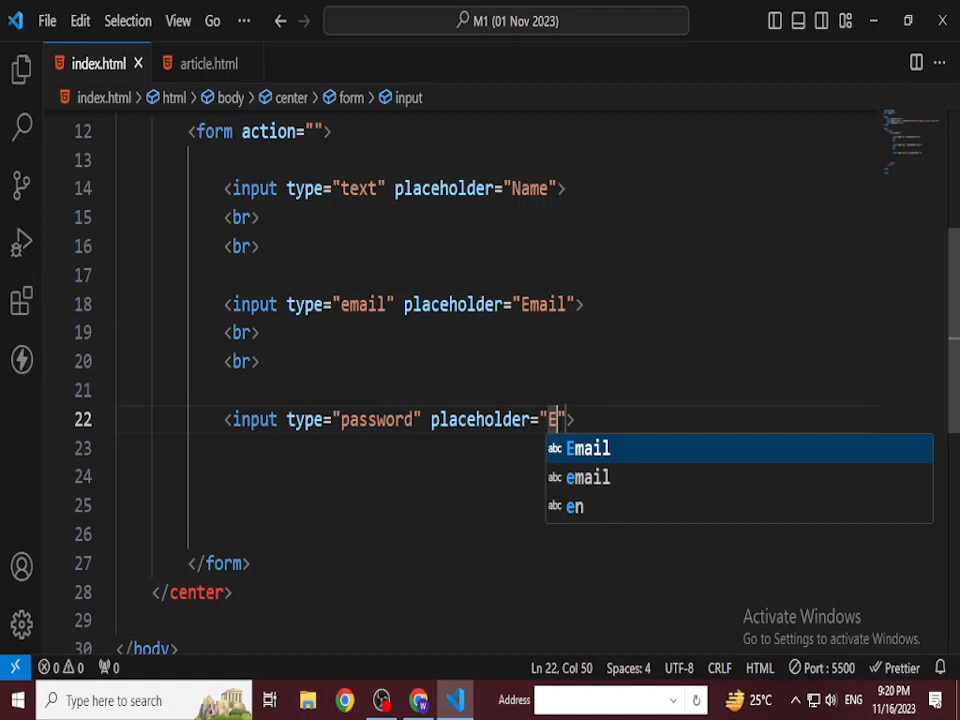 File Edit Selection View Go ··· M1 (01 Nov 2023)
index.html article.html
index.html > html > body > center > form > input
12 <form action="">
13
14 <input type="text" placeholder="Name">
15 <br>
16 <br>
17
18 <input type="email" placeholder="Email">
19 <br>
20 <br>
21
22 <input type="password" placeholder="E">
23 abc Email
24 abc email
25 abc en
26
27 </form>
28 </center>
29
30 </body>
Activate Windows
Go to Settings to activate Windows.
0 0 0 Ln 22, Col 50 Spaces: 4 UTF-8 CRLF HTML Port : 5500 Prettier
Type here to search Address 25°C ENG 9:20 PM
11/16/2023